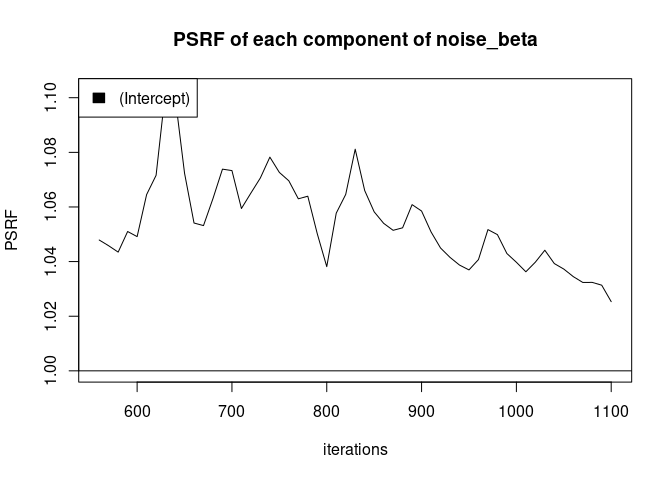 PSRF of each component of noise_beta
(Intercept)
PSRF
1.10
1.08
1.06
1.04
1.02
1.00
600 700 800 900 1000 1100
iterations